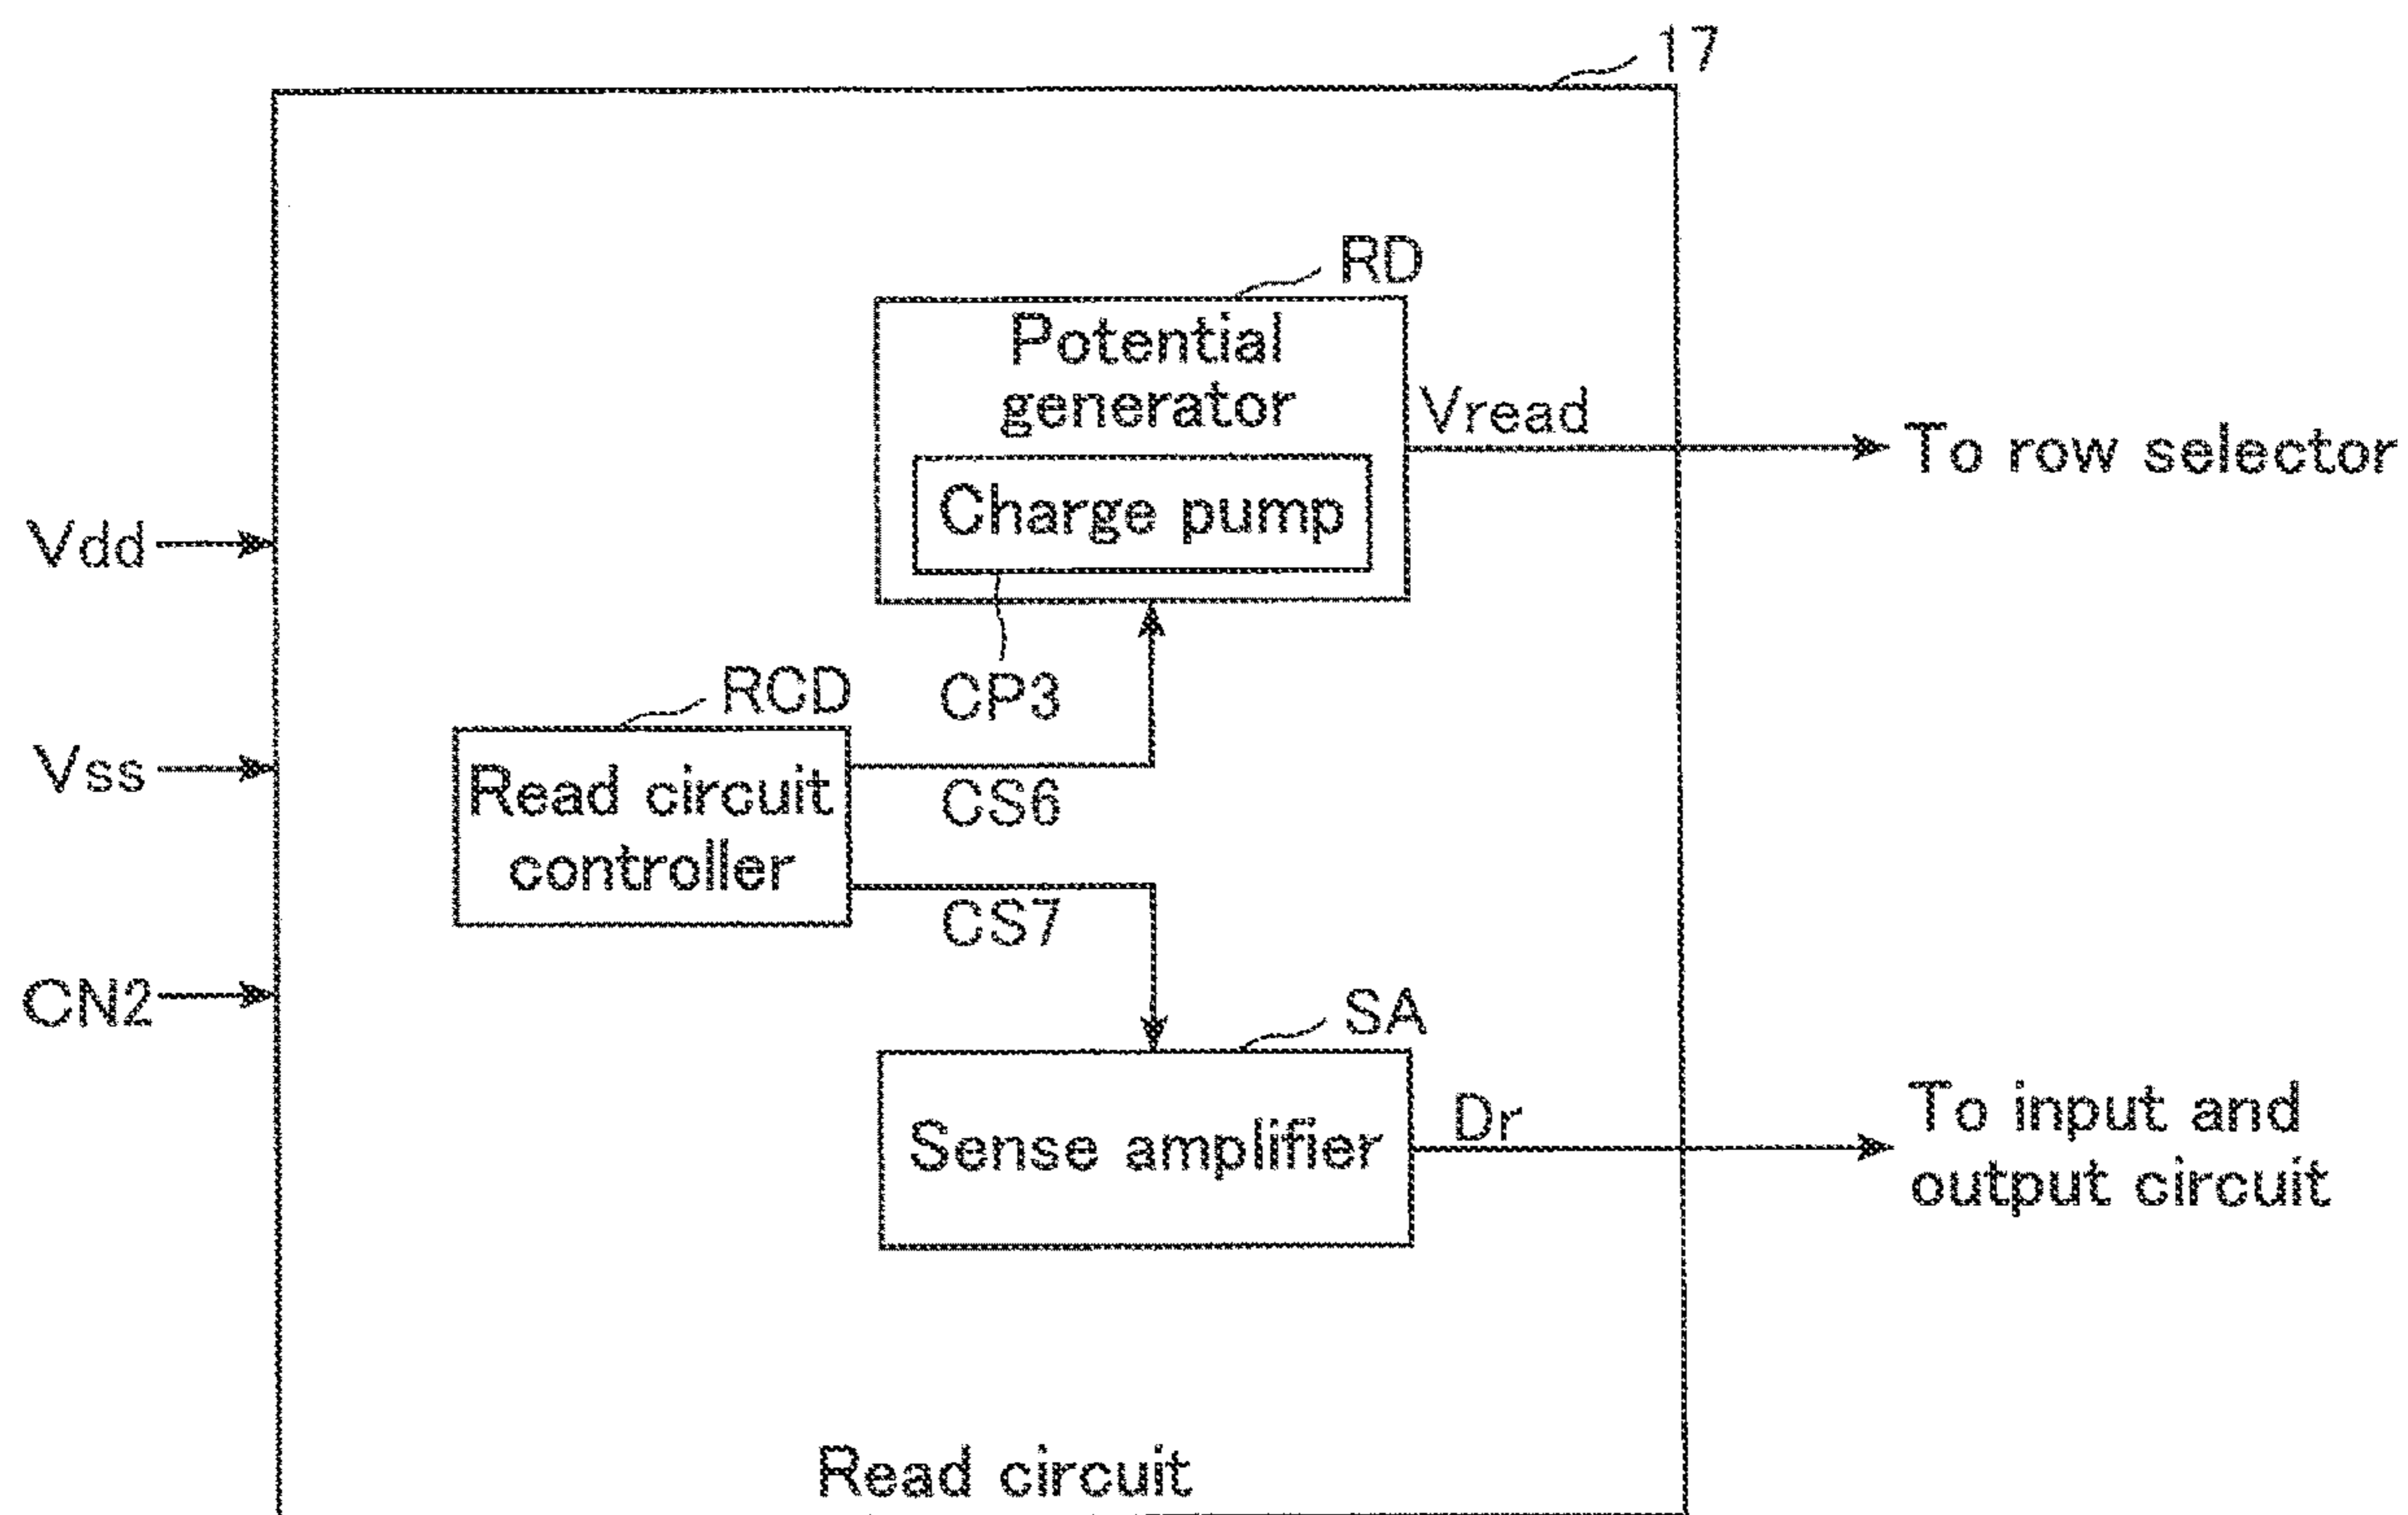 17
RD
Potential
generator
Vread
To row selector
Charge pump
Vdd
RCD
CP3
Vss
Read circuit
controller
CS6
CS7
CN2
SA
Sense amplifier
Dr
To input and
output circuit
Read circuit